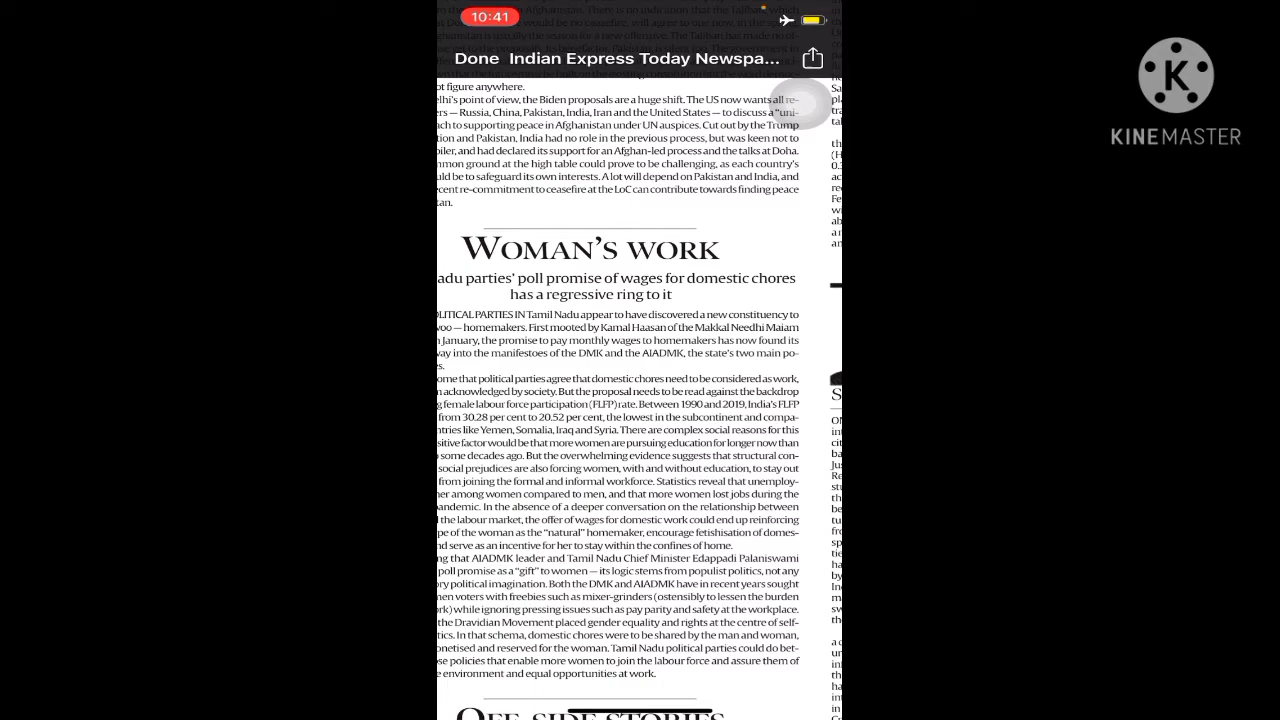 10:41
Done Indian Express Today Newspa...
KINEMASTER
ot figure anywhere.
elhi's point of view, the Biden proposals are a huge shift. The US now wants all re-
ers — Russia, China, Pakistan, India, Iran and the United States — to discuss a "uni-
ach to supporting peace in Afghanistan under UN auspices. Cut out by the Trump
tion and Pakistan, India had no role in the previous process, but was keen not to
oiler, and had declared its support for an Afghan-led process and the talks at Doha.
mmon ground at the high table could prove to be challenging, as each country's
uld be to safeguard its own interests. A lot will depend on Pakistan and India, and
ecent re-commitment to ceasefire at the LoC can contribute towards finding peace
tan.
WOMAN'S WORK
adu parties' poll promise of wages for domestic chores
has a regressive ring to it
OLITICAL PARTIES IN Tamil Nadu appear to have discovered a new constituency to
woo — homemakers. First mooted by Kamal Haasan of the Makkal Needhi Maiam
n January, the promise to pay monthly wages to homemakers has now found its
way into the manifestoes of the DMK and the AIADMK, the state's two main po-
es.
ome that political parties agree that domestic chores need to be considered as work,
n acknowledged by society. But the proposal needs to be read against the backdrop
g female labour force participation (FLFP) rate. Between 1990 and 2019, India's FLFP
from 30.28 per cent to 20.52 per cent, the lowest in the subcontinent and compa-
ntries like Yemen, Somalia, Iraq and Syria. There are complex social reasons for this
sitive factor would be that more women are pursuing education for longer now than
some decades ago. But the overwhelming evidence suggests that structural con-
social prejudices are also forcing women, with and without education, to stay out
from joining the formal and informal workforce. Statistics reveal that unemploy-
her among women compared to men, and that more women lost jobs during the
pandemic. In the absence of a deeper conversation on the relationship between
d the labour market, the offer of wages for domestic work could end up reinforcing
pe of the woman as the "natural" homemaker, encourage fetishisation of domes-
nd serve as an incentive for her to stay within the confines of home.
ng that AIADMK leader and Tamil Nadu Chief Minister Edappadi Palaniswami
poll promise as a "gift" to women — its logic stems from populist politics, not any
ory political imagination. Both the DMK and AIADMK have in recent years sought
men voters with freebies such as mixer-grinders (ostensibly to lessen the burden
ork) while ignoring pressing issues such as pay parity and safety at the workplace.
the Dravidian Movement placed gender equality and rights at the centre of self-
tics. In that schema, domestic chores were to be shared by the man and woman,
onetised and reserved for the woman. Tamil Nadu political parties could do bet-
ose policies that enable more women to join the labour force and assure them of
e environment and equal opportunities at work.
OFF-SIDE STORIES